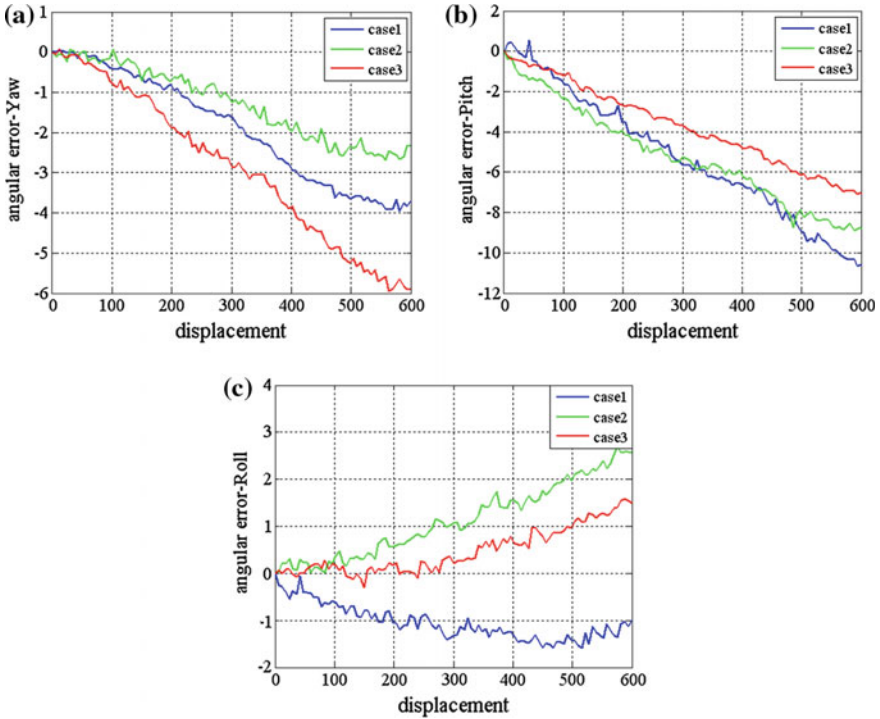 (a)
1
0
-1
-2
-3
-4
-5
-6
0 100 200 300 400 500 600
angular error-Yaw
displacement
case1
case2
case3
(b)
2
0
-2
-4
-6
-8
-10
-12
0 100 200 300 400 500 600
angular error-Pitch
displacement
case1
case2
case3
(c)
4
3
2
1
0
-1
-2
0 100 200 300 400 500 600
angular error-Roll
displacement
case1
case2
case3